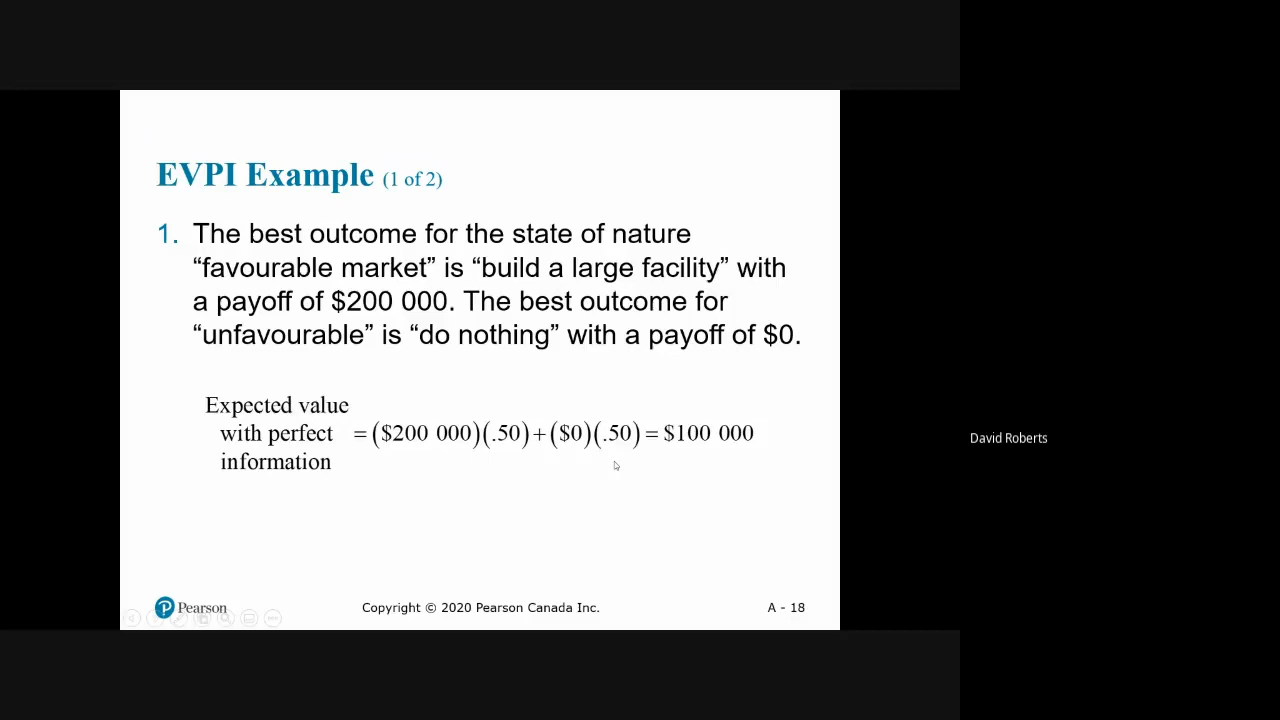 EVPI Example (1 of 2)
1. The best outcome for the state of nature
“favourable market” is “build a large facility” with
a payoff of $200 000. The best outcome for
“unfavourable” is “do nothing” with a payoff of $0.
Expected value
with perfect = ($200 000)(.50) + ($0)(.50) = $100 000
information
David Roberts
Pearson
Copyright © 2020 Pearson Canada Inc.
A - 18